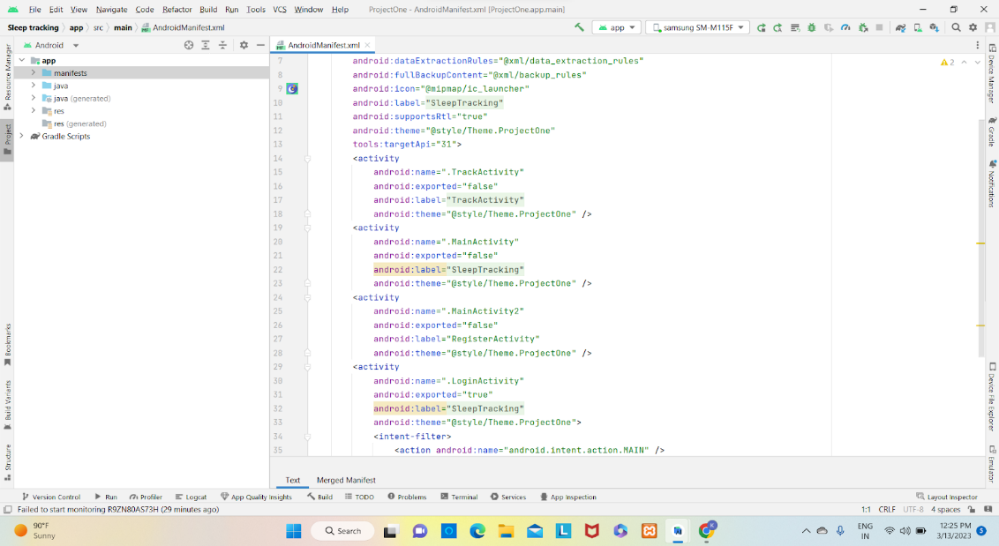 File Edit View Navigate Code Refactor Build Run Tools VCS Window Help ProjectOne - AndroidManifest.xml [ProjectOne.app.main]
Sleep tracking app src main AndroidManifest.xml app samsung SM-M115F
Android
AndroidManifest.xml
Resource Manager
Project
Bookmarks
Build Variants
Structure
app
manifests
java
java (generated)
res
res (generated)
Gradle Scripts
7 android:dataExtractionRules="@xml/data_extraction_rules"
8 android:fullBackupContent="@xml/backup_rules"
9 android:icon="@mipmap/ic_launcher"
10 android:label="SleepTracking"
11 android:supportsRtl="true"
12 android:theme="@style/Theme.ProjectOne"
13 tools:targetApi="31">
14 <activity
15 android:name=".TrackActivity"
16 android:exported="false"
17 android:label="TrackActivity"
18 android:theme="@style/Theme.ProjectOne" />
19 <activity
20 android:name=".MainActivity"
21 android:exported="false"
22 android:label="SleepTracking"
23 android:theme="@style/Theme.ProjectOne" />
24 <activity
25 android:name=".MainActivity2"
26 android:exported="false"
27 android:label="RegisterActivity"
28 android:theme="@style/Theme.ProjectOne" />
29 <activity
30 android:name=".LoginActivity"
31 android:exported="true"
32 android:label="SleepTracking"
33 android:theme="@style/Theme.ProjectOne">
34 <intent-filter>
35 <action android:name="android.intent.action.MAIN" />
2
Device Manager
Gradle
Notifications
Device File Explorer
Emulator
Text Merged Manifest
Version Control Run Profiler Logcat App Quality Insights Build TODO Problems Terminal Services App Inspection Layout Inspector
Failed to start monitoring R9ZN80AS73H (29 minutes ago) 1:1 CRLF UTF-8 4 spaces
90°F
Sunny
Search
ENG
IN
12:25 PM
3/13/2023
5